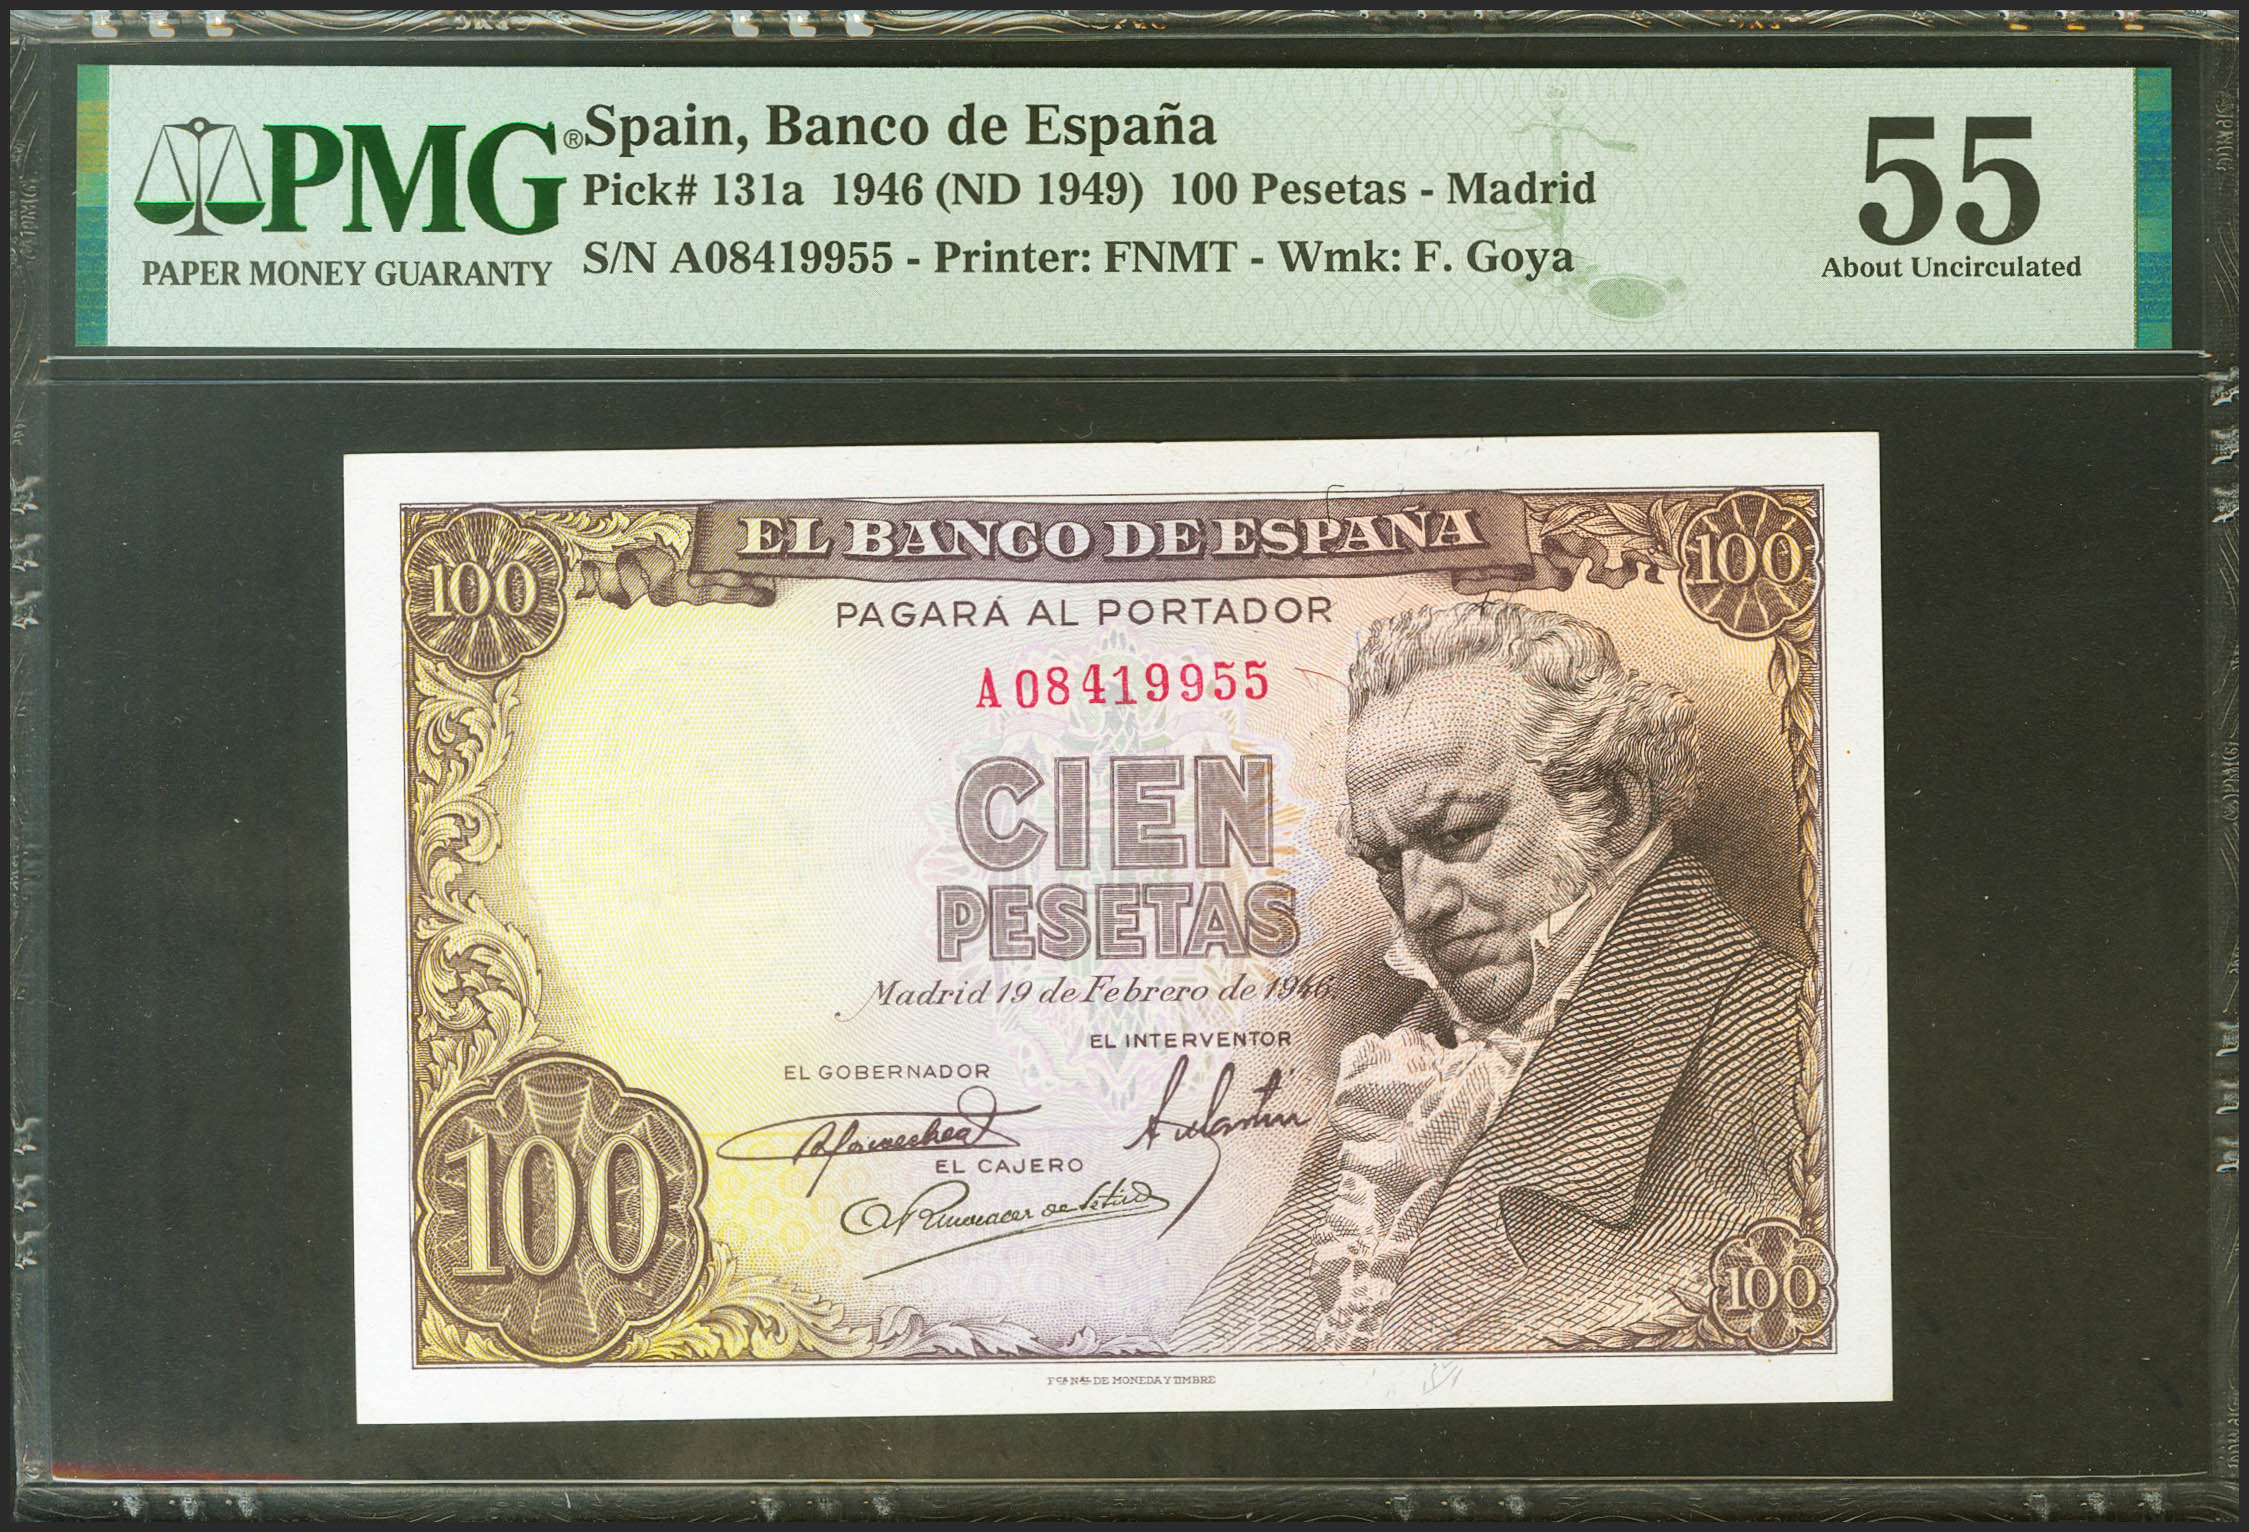 PMG®
PAPER MONEY GUARANTY
Spain, Banco de España
Pick# 131a 1946 (ND 1949) 100 Pesetas - Madrid
S/N A08419955 - Printer: FNMT - Wmk: F. Goya
55
About Uncirculated
100
EL BANCO DE ESPAÑA
100
PAGARÁ AL PORTADOR
A08419955
CIEN
PESETAS
Madrid 19 de Febrero de 1946
EL INTERVENTOR
EL GOBERNADOR
EL CAJERO
100
100
FCA NAL DE MONEDA Y TIMBRE